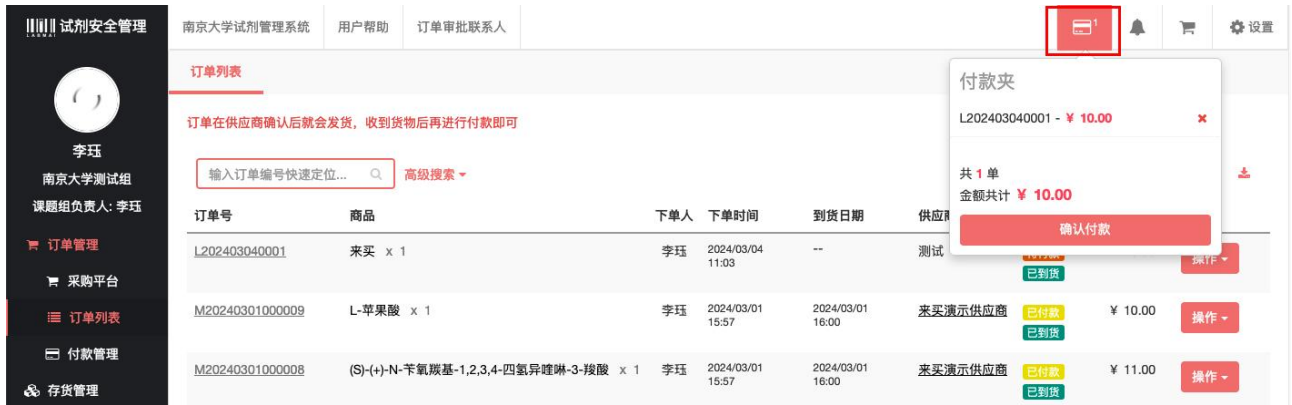 试剂安全管理
LABMAI
南京大学试剂管理系统 用户帮助 订单审批联系人 1 设置
订单列表
付款夹
L202403040001 - ¥ 10.00
订单在供应商确认后就会发货，收到货物后再进行付款即可
李珏
南京大学测试组
课题组负责人: 李珏
输入订单编号快速定位... 高级搜索
共 1 单
金额共计 ¥ 10.00
确认付款
订单号 商品 下单人 下单时间 到货日期 供应商
订单管理
采购平台
订单列表
付款管理
存货管理
L202403040001 来买 x 1 李珏 2024/03/04 11:03 -- 测试 待付款 已到货 操作
M20240301000009 L-苹果酸 x 1 李珏 2024/03/01 15:57 2024/03/01 16:00 来买演示供应商 已付款 已到货 ¥ 10.00 操作
M20240301000008 (S)-(+)-N-苄氧羰基-1,2,3,4-四氢异喹啉-3-羧酸 x 1 李珏 2024/03/01 15:57 2024/03/01 16:00 来买演示供应商 已付款 已到货 ¥ 11.00 操作